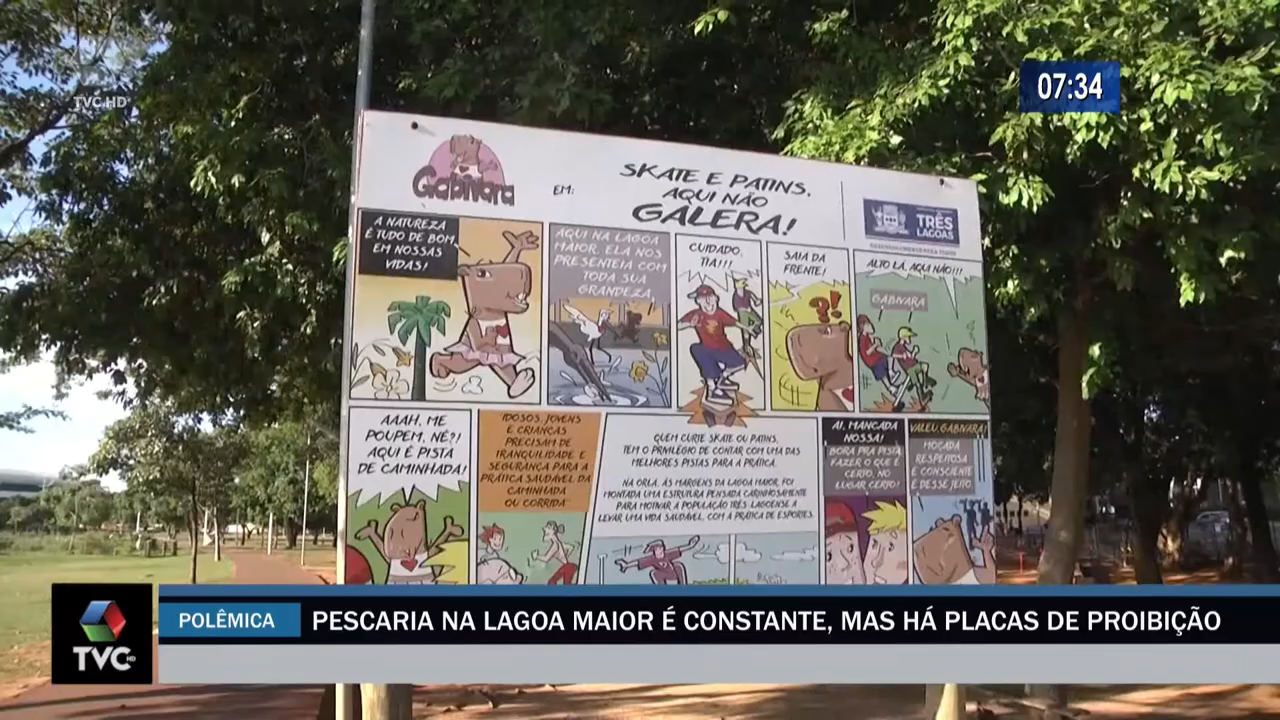 TVC.HD
07:34
Gabivara
EM:
SKATE E PATINS,
AQUI NÃO
GALERA!
TRÊS
LAGOAS
A NATUREZA
É TUDO DE BOM
EM NOSSAS
VIDAS!
AQUI NA LAGOA
MAIOR, ELA NOS
PRESENTEIA COM
TODA SUA
GRANDEZA,
CUIDADO,
TIA!!!
SAIA DA
FRENTE!
?!
ALTO LÁ, AQUI NÃO!!!
GABIVARA
AAAH, ME
POUPEM, NÉ?!
AQUI É PISTA
DE CAMINHADA!
IDOSOS, JOVENS
E CRIANÇAS
PRECISAM DE
TRANQUILIDADE E
SEGURANÇA PARA A
PRÁTICA SAUDÁVEL DA
CAMINHADA
OU CORRIDA
QUEM CURTE SKATE OU PATINS,
TEM O PRIVILÉGIO DE CONTAR COM UMA DAS
MELHORES PISTAS PARA A PRÁTICA.
NA ORLA, ÀS MARGENS DA LAGOA MAIOR, FOI
MONTADA UMA ESTRUTURA PENSADA CARINHOSAMENTE
PARA MOTIVAR A POPULAÇÃO TRÊS-LAGOENSE A
LEVAR UMA VIDA SAUDÁVEL, COM A PRÁTICA DE ESPORTES.
AI, MANCADA
NOSSA!
BORA PRA PISTA
FAZER O QUE É
CERTO, NO
LUGAR CERTO!
VALEU, GABIVARA!
MOÇADA
RESPEITOSA
E CONSCIENTE
É DESSE JEITO.
POLÊMICA
PESCARIA NA LAGOA MAIOR É CONSTANTE, MAS HÁ PLACAS DE PROIBIÇÃO
TVC HD